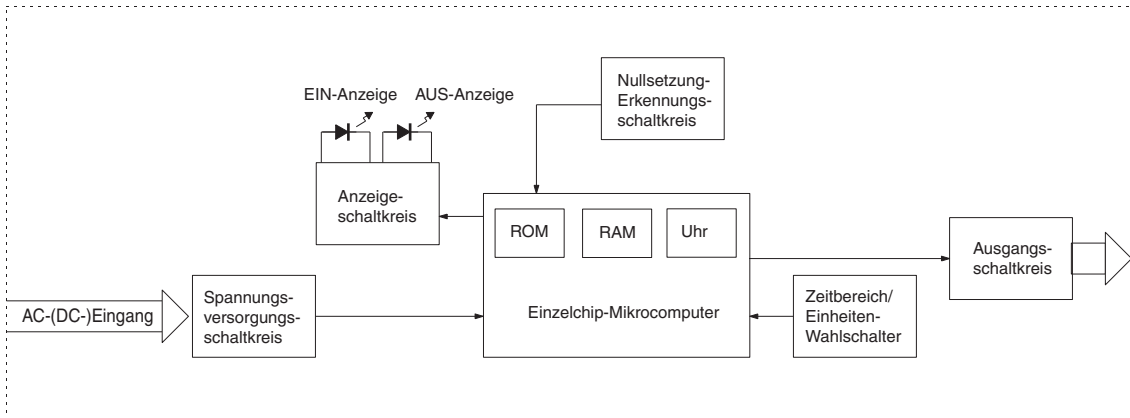 Nullsetzung-
Erkennungs-
schaltkreis
EIN-Anzeige
AUS-Anzeige
Anzeige-
schaltkreis
ROM
RAM
Uhr
Einzelchip-Mikrocomputer
Ausgangs-
schaltkreis
AC-(DC-)Eingang
Spannungs-
versorgungs-
schaltkreis
Zeitbereich/
Einheiten-
Wahlschalter